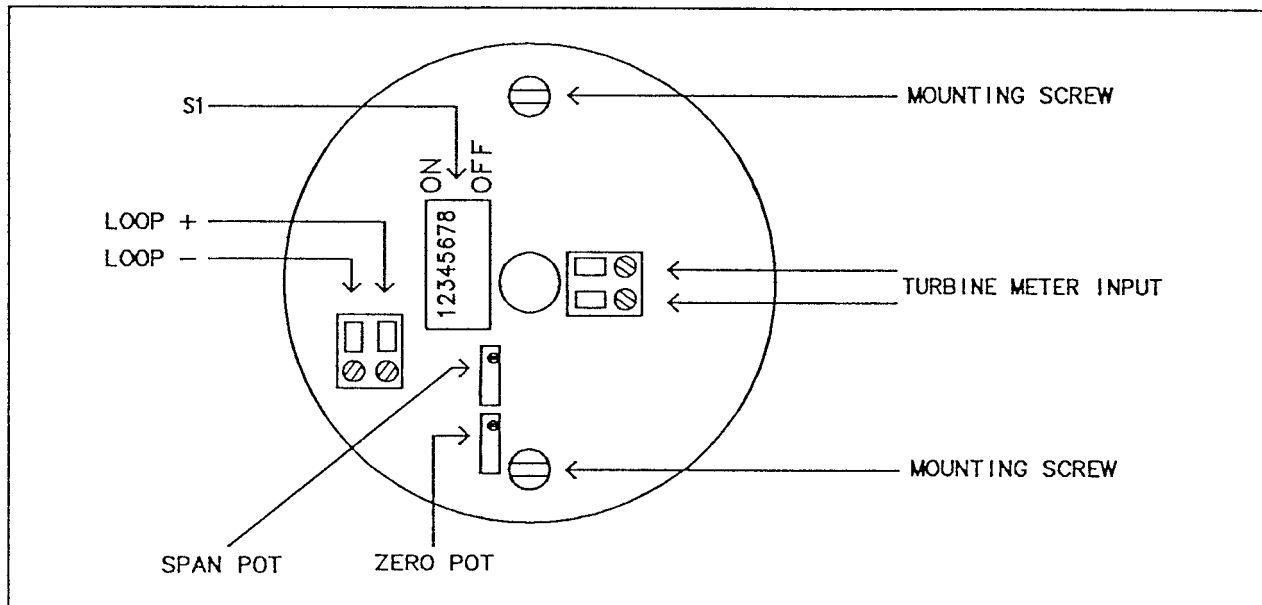 MOUNTING SCREW
S1
ON
OFF
LOOP +
LOOP -
12345678
TURBINE METER INPUT
MOUNTING SCREW
SPAN POT
ZERO POT